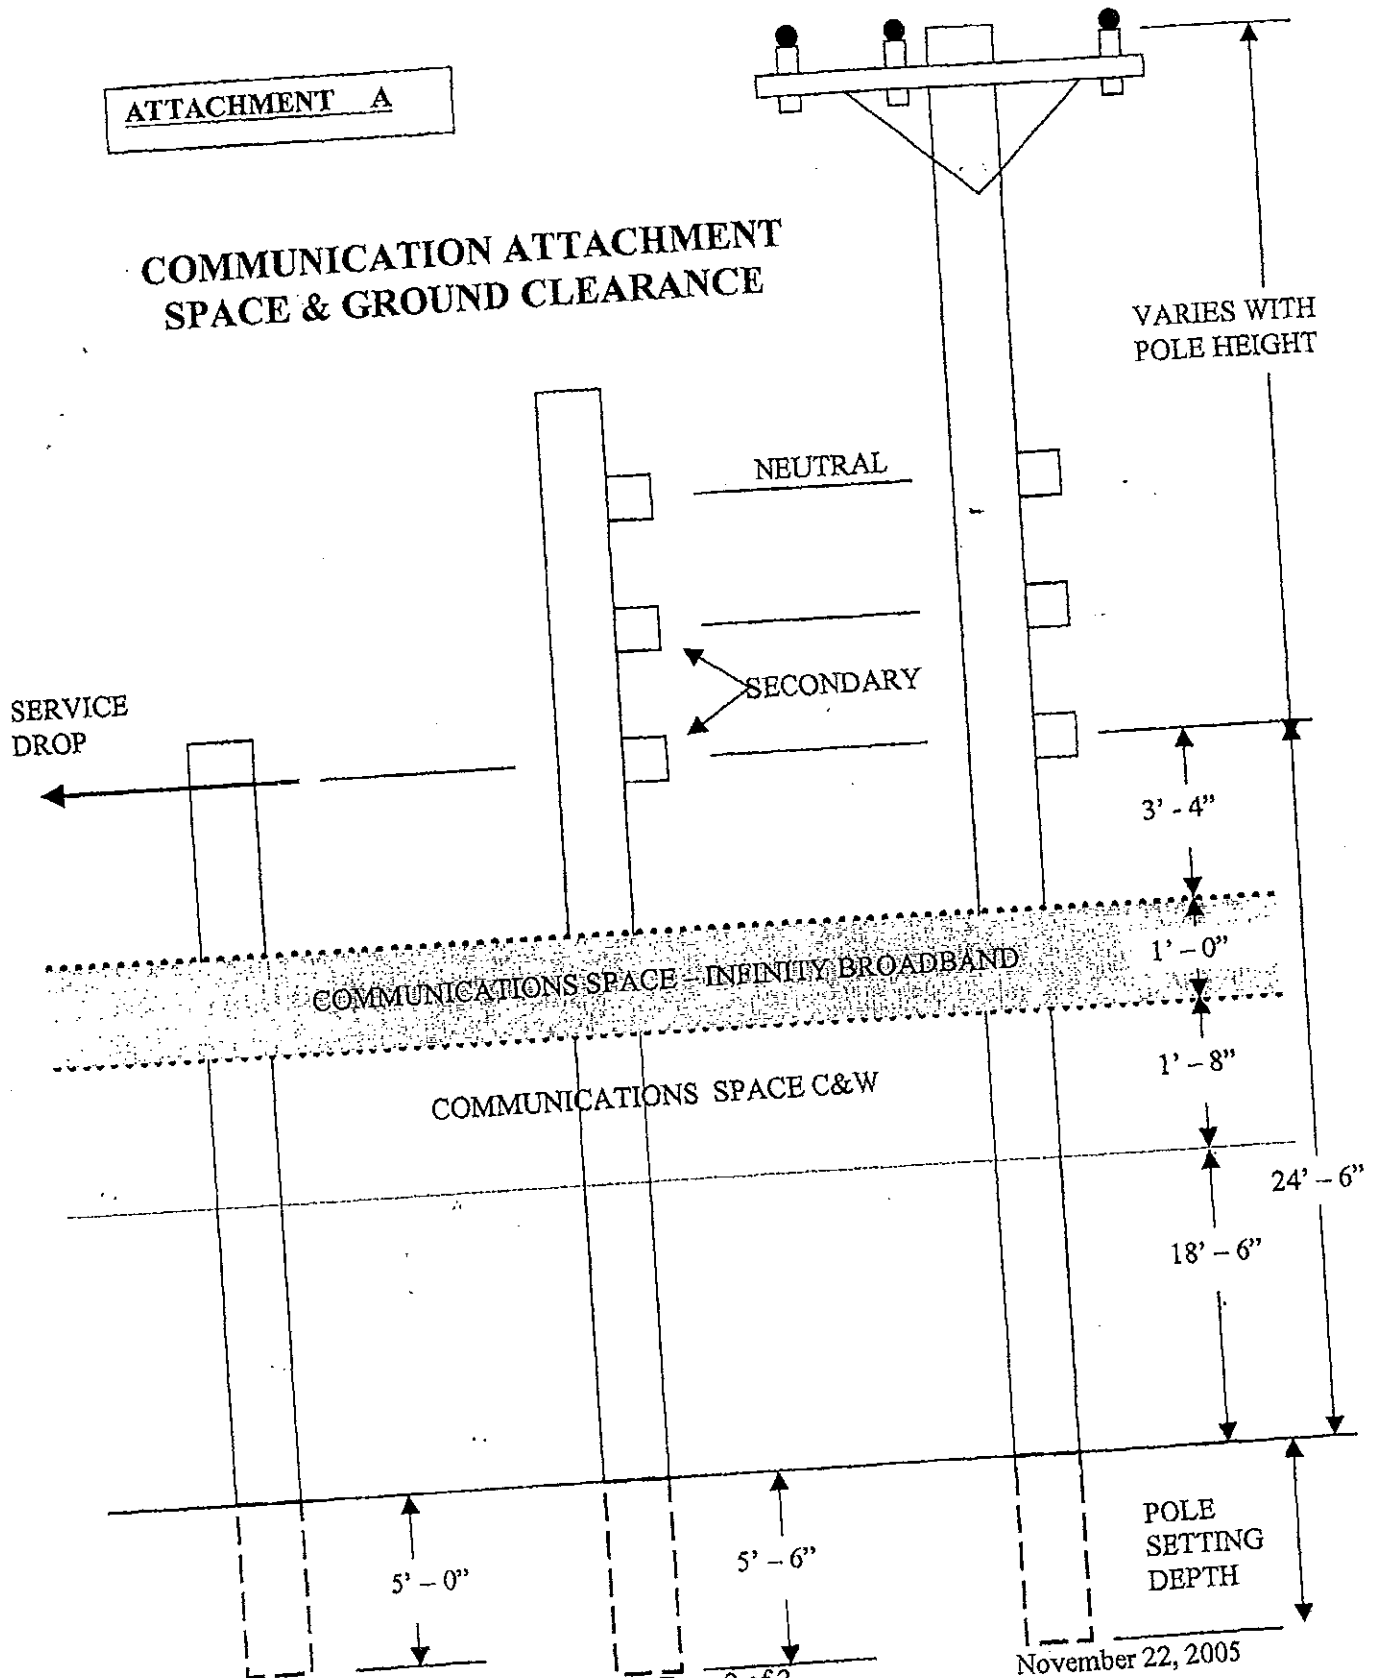 ATTACHMENT A
COMMUNICATION ATTACHMENT
SPACE & GROUND CLEARANCE
VARIES WITH
POLE HEIGHT
NEUTRAL
SECONDARY
SERVICE
DROP
3' - 4"
COMMUNICATIONS SPACE – INFINITY BROADBAND
1' – 0"
COMMUNICATIONS SPACE C&W
1' – 8"
24' – 6"
18' – 6"
5' – 0"
5' – 6"
POLE
SETTING
DEPTH
November 22, 2005